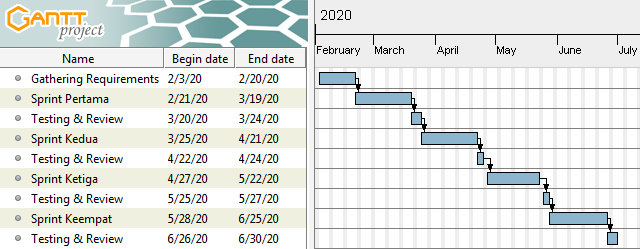 GANTT
project
2020
February March April May June July
Name Begin date End date
Gathering Requirements 2/3/20 2/20/20
Sprint Pertama 2/21/20 3/19/20
Testing & Review 3/20/20 3/24/20
Sprint Kedua 3/25/20 4/21/20
Testing & Review 4/22/20 4/24/20
Sprint Ketiga 4/27/20 5/22/20
Testing & Review 5/25/20 5/27/20
Sprint Keempat 5/28/20 6/25/20
Testing & Review 6/26/20 6/30/20